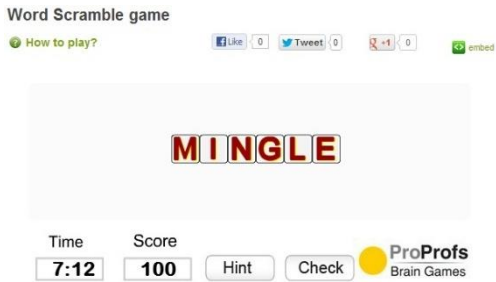 Word Scramble game
How to play?
Like 0 Tweet 0 +1 0 embed
MINGLE
Time Score
7:12 100 Hint Check ProProfs
Brain Games